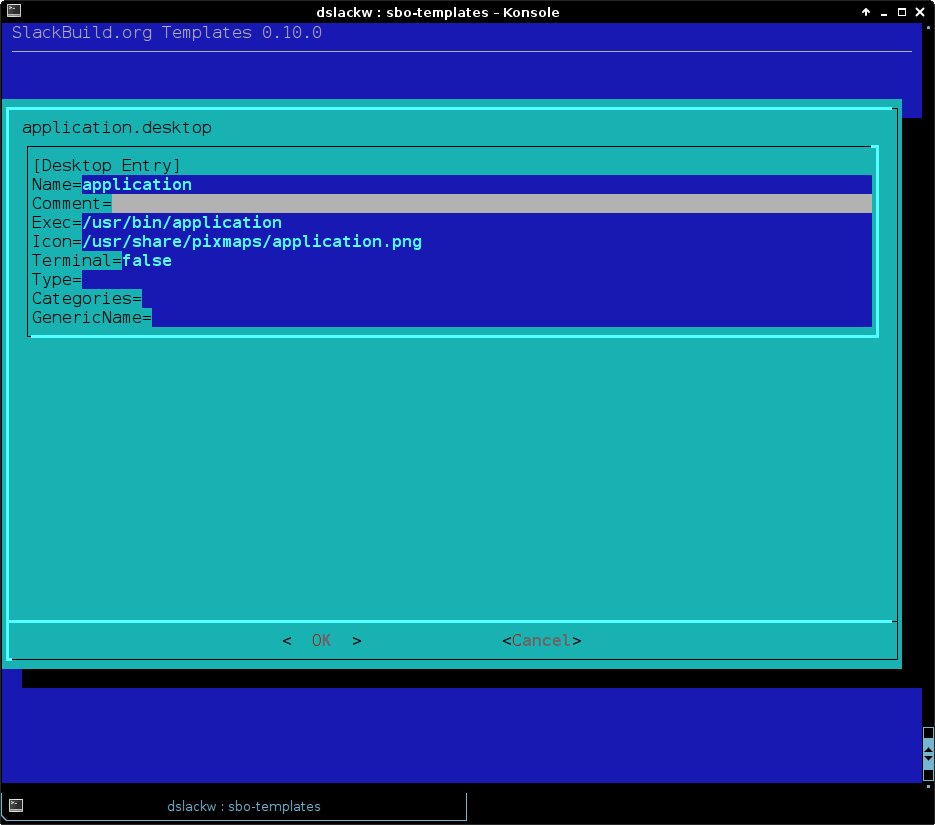 dslackw : sbo-templates – Konsole
SlackBuild.org Templates 0.10.0
application.desktop
[Desktop Entry]
Name=application
Comment=
Exec=/usr/bin/application
Icon=/usr/share/pixmaps/application.png
Terminal=false
Type=
Categories=
GenericName=
<  OK  > <Cancel>
dslackw : sbo-templates